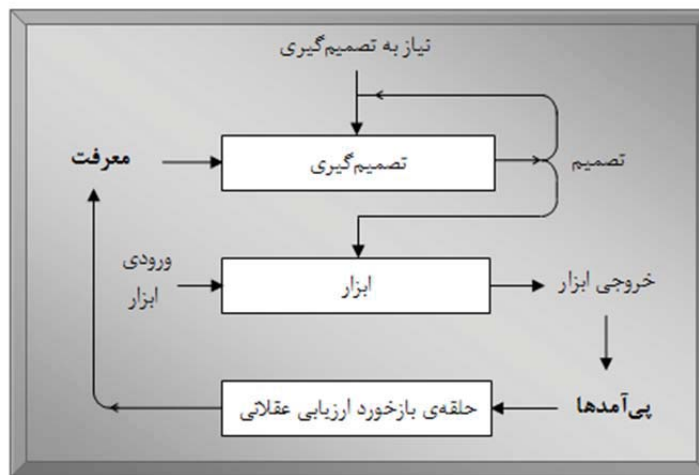 نیاز به تصمیم‌گیری
معرفت
تصمیم‌گیری
تصمیم
ورودی
ابزار
ابزار
خروجی ابزار
حلقه‌ی بازخورد ارزیابی عقلانی
پی‌آمدها